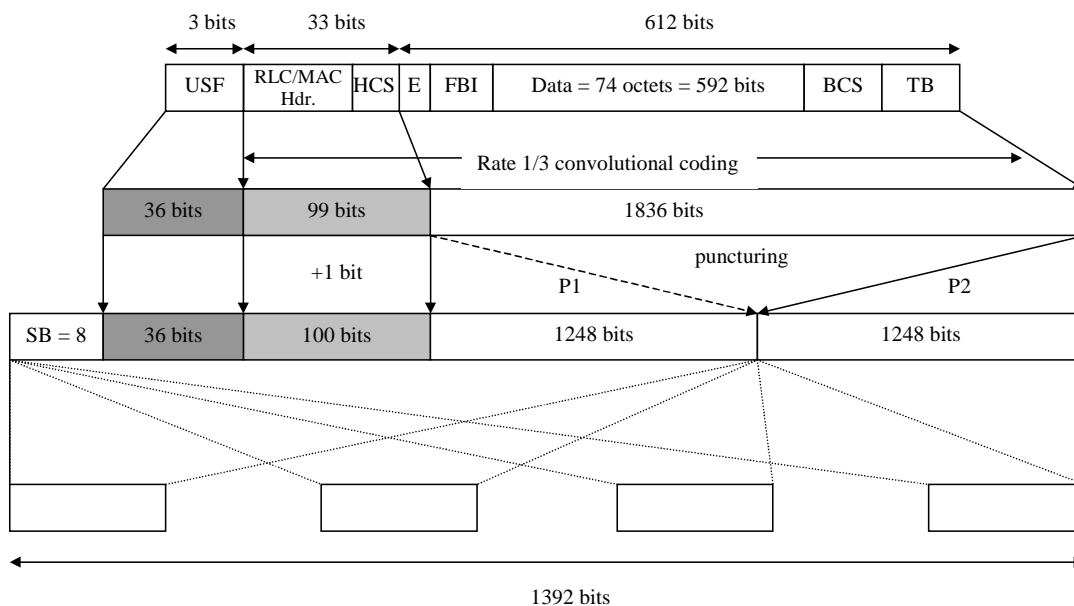 3 bits 33 bits 612 bits
USF RLC/MAC Hdr. HCS E FBI Data = 74 octets = 592 bits BCS TB
Rate 1/3 convolutional coding
36 bits 99 bits 1836 bits
+1 bit puncturing
P1 P2
SB = 8 36 bits 100 bits 1248 bits 1248 bits
1392 bits